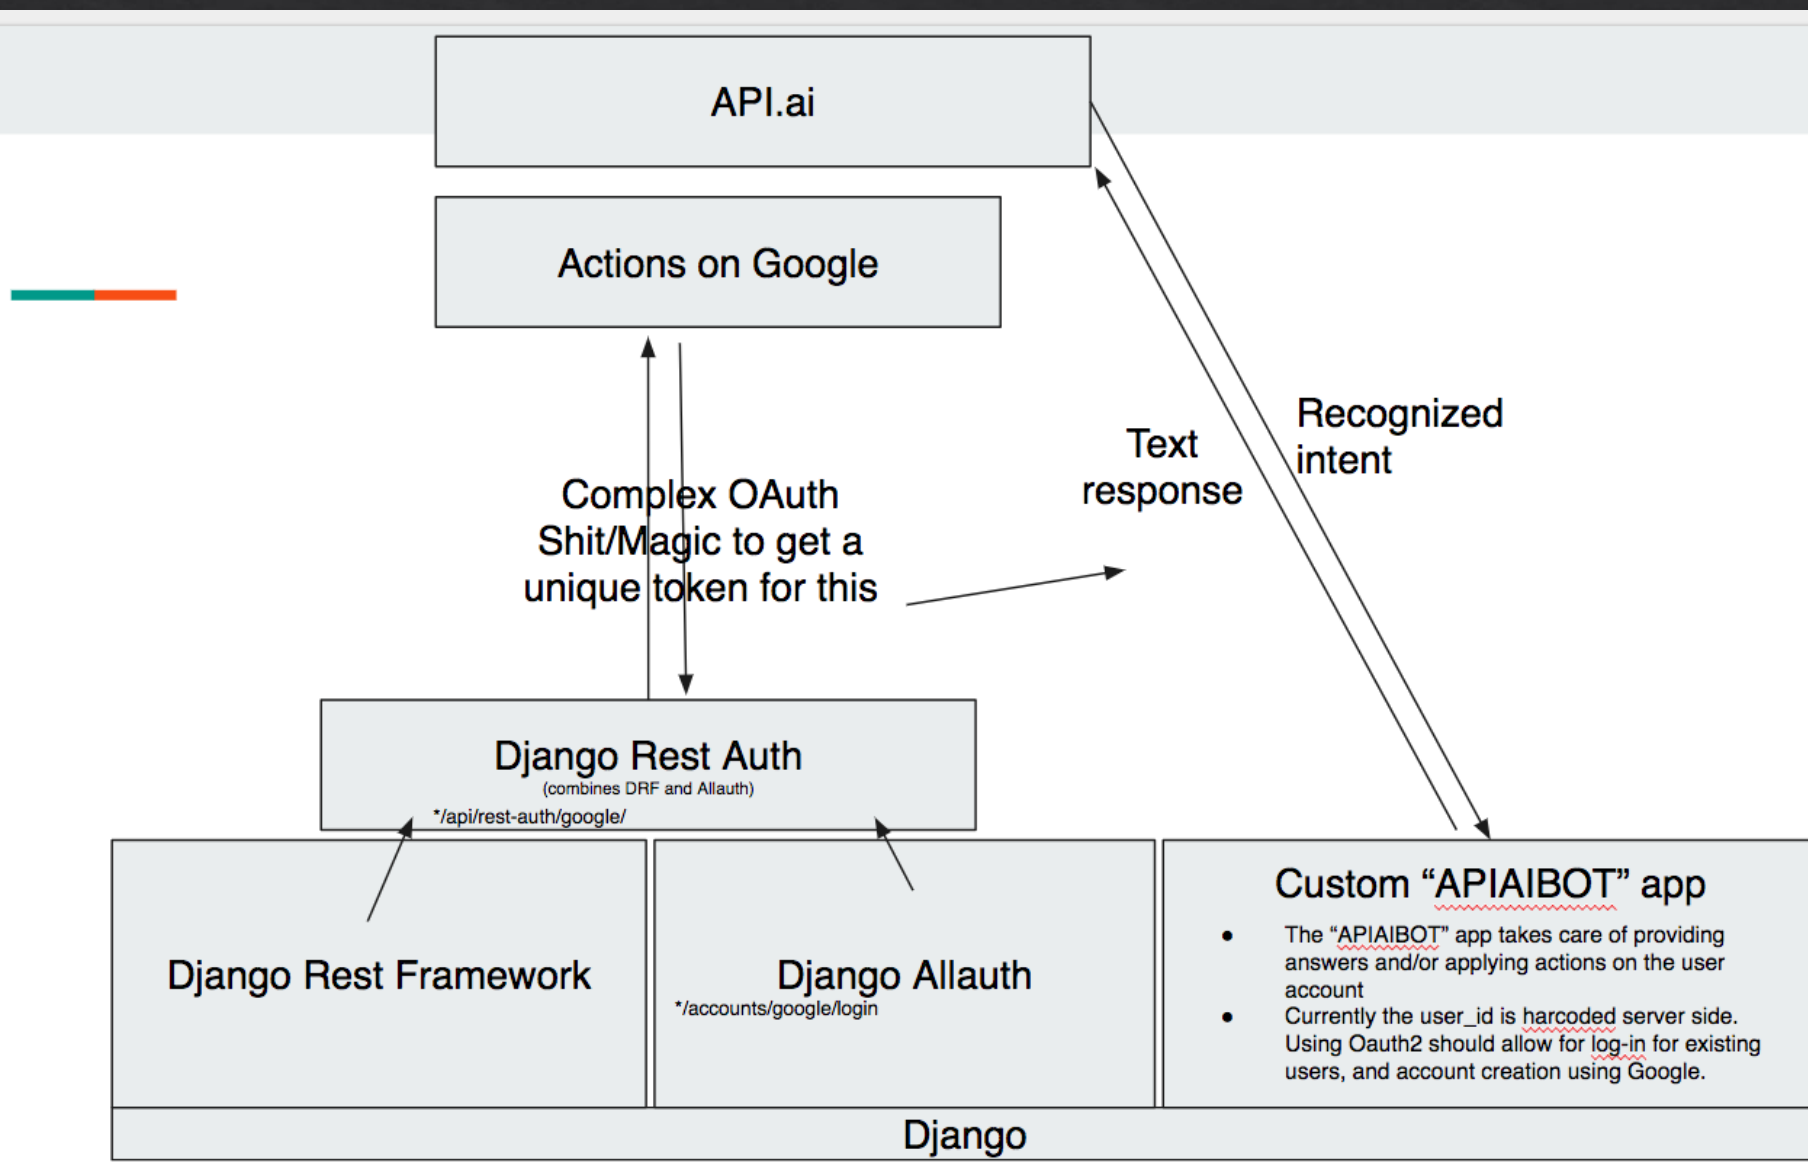 API.ai
Actions on Google
Recognized
intent
Text
response
Complex OAuth
Shit/Magic to get a
unique token for this
Django Rest Auth
(combines DRF and Allauth)
*/api/rest-auth/google/
Django Rest Framework
Django Allauth
*/accounts/google/login
Custom “APIAIBOT” app
● The “APIAIBOT” app takes care of providing
answers and/or applying actions on the user
account
● Currently the user_id is harcoded server side.
Using Oauth2 should allow for log-in for existing
users, and account creation using Google.
Django